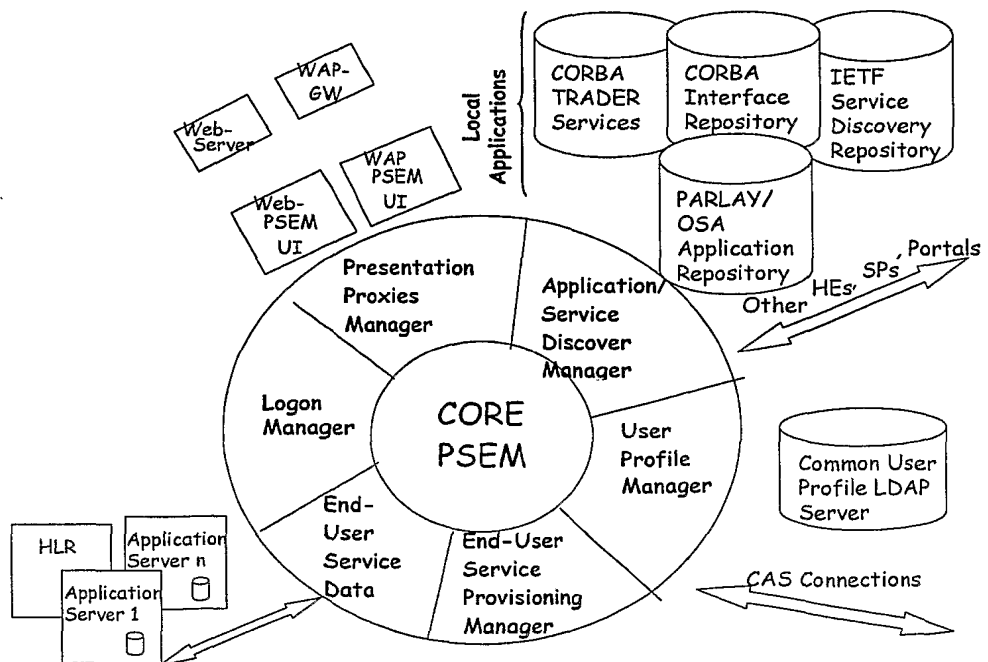 WAP-
GW
Web-
Server
WAP
PSEM
UI
Web-
PSEM
UI
Local
Applications
CORBA
TRADER
Services
CORBA
Interface
Repository
IETF
Service
Discovery
Repository
PARLAY/
OSA
Application
Repository
Other HEs, SPs, Portals
Presentation
Proxies
Manager
Application/
Service
Discover
Manager
Logon
Manager
CORE
PSEM
User
Profile
Manager
Common User
Profile LDAP
Server
End-
User
Service
Data
End-User
Service
Provisioning
Manager
HLR
Application
Server n
Application
Server 1
CAS Connections